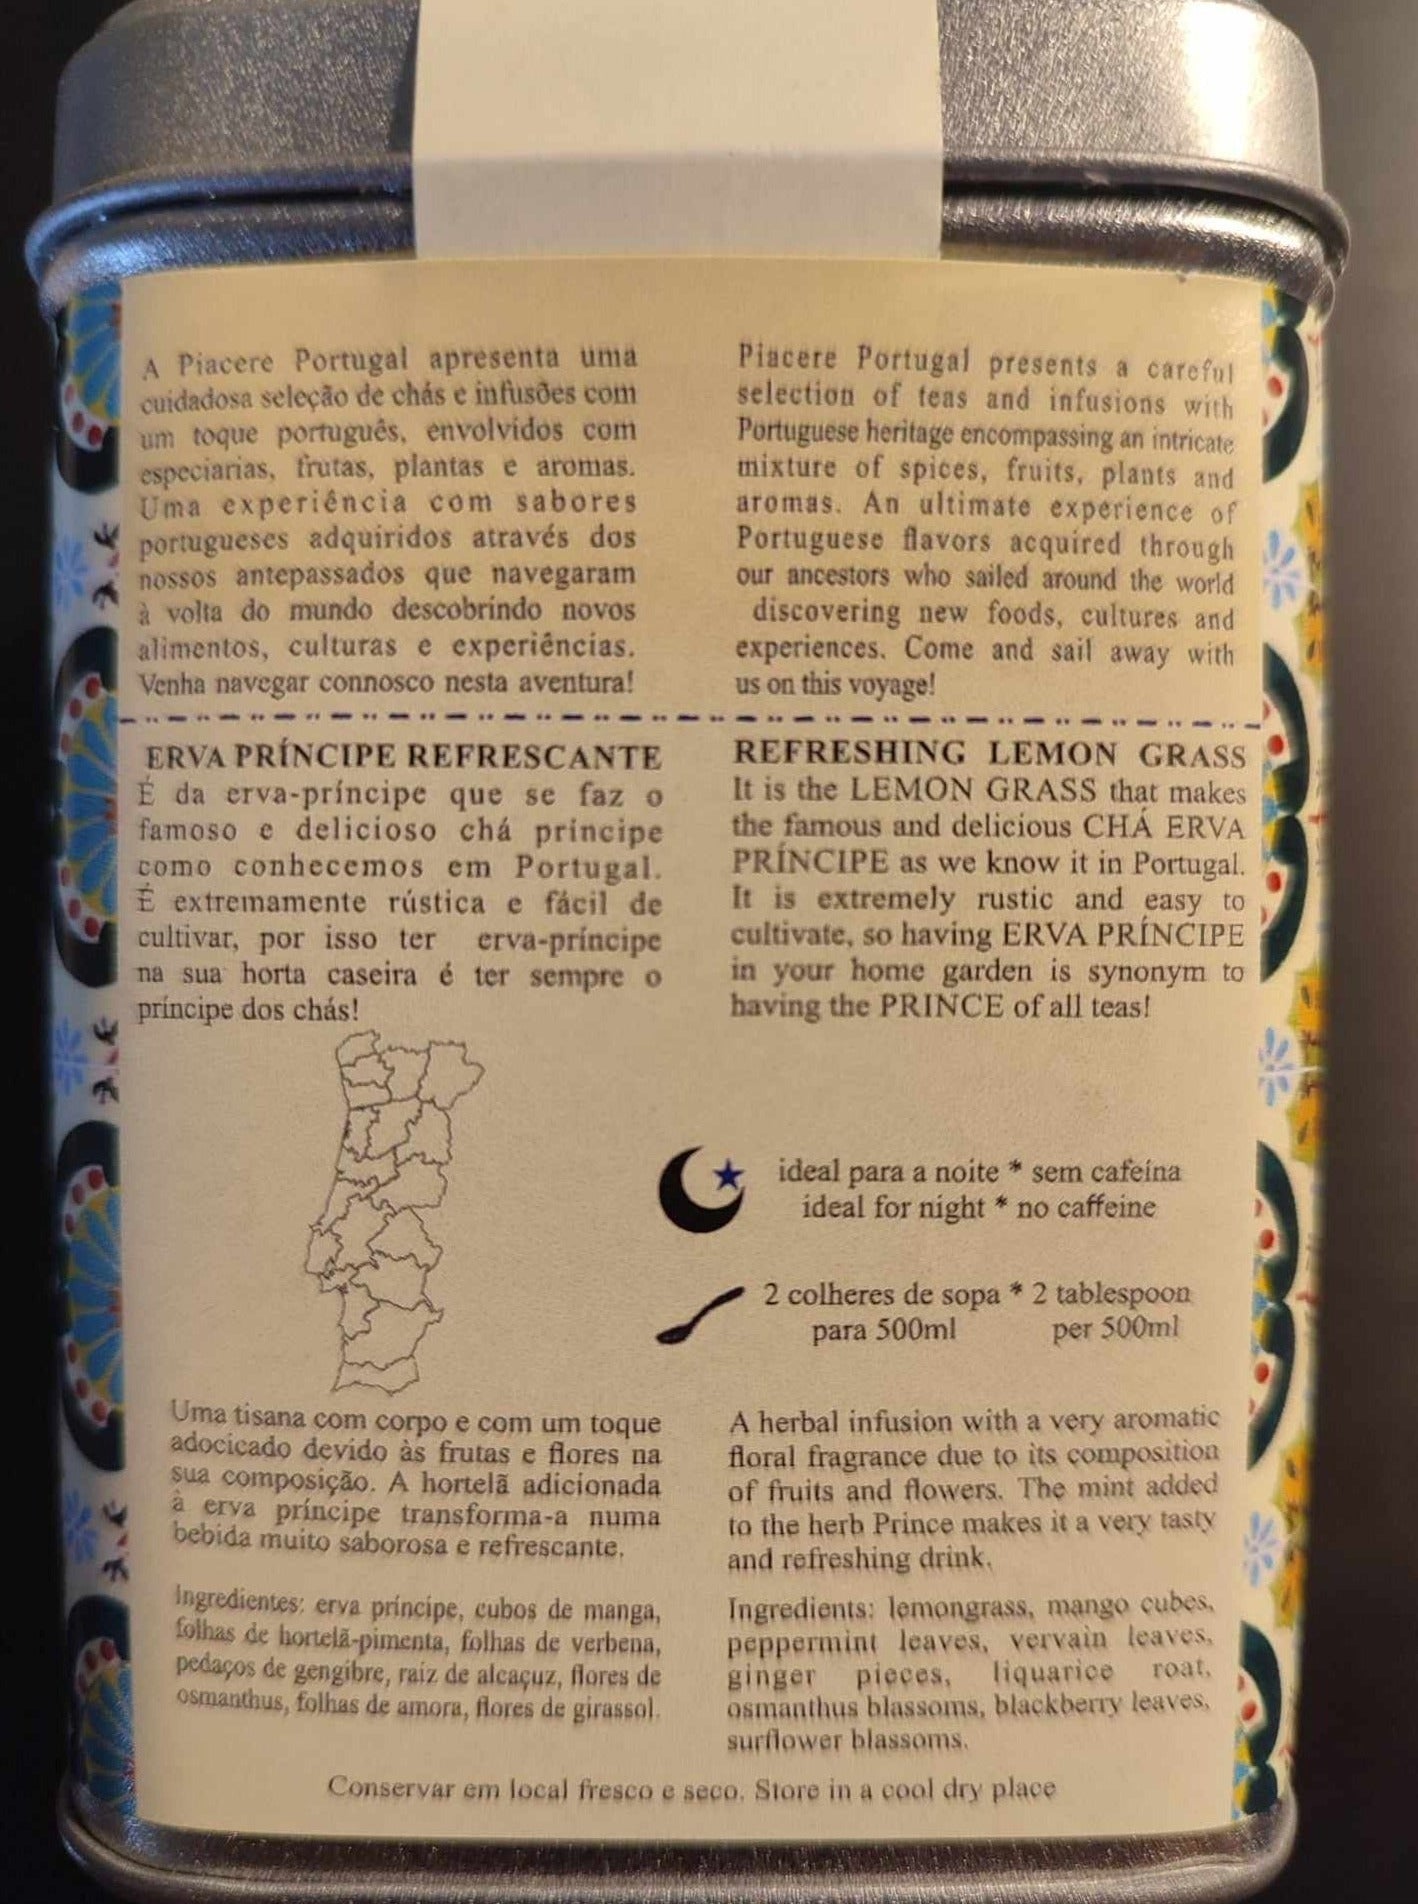 A Piacere Portugal apresenta uma
cuidadosa seleção de chás e infusões com
um toque português, envolvidos com
especiarias, frutas, plantas e aromas.
Uma experiência com sabores
portugueses adquiridos através dos
nossos antepassados que navegaram
à volta do mundo descobrindo novos
alimentos, culturas e experiências.
Venha navegar connosco nesta aventura!
Piacere Portugal presents a careful
selection of teas and infusions with
Portuguese heritage encompassing an intricate
mixture of spices, fruits, plants and
aromas. An ultimate experience of
Portuguese flavors acquired through
our ancestors who sailed around the world
discovering new foods, cultures and
experiences. Come and sail away with
us on this voyage!
ERVA PRÍNCIPE REFRESCANTE
É da erva-príncipe que se faz o
famoso e delicioso chá príncipe
como conhecemos em Portugal.
É extremamente rústica e fácil de
cultivar, por isso ter erva-príncipe
na sua horta caseira é ter sempre o
príncipe dos chás!
REFRESHING LEMON GRASS
It is the LEMON GRASS that makes
the famous and delicious CHÁ ERVA
PRÍNCIPE as we know it in Portugal.
It is extremely rustic and easy to
cultivate, so having ERVA PRÍNCIPE
in your home garden is synonym to
having the PRINCE of all teas!
ideal para a noite * sem cafeína
ideal for night * no caffeine
2 colheres de sopa * 2 tablespoon
para 500ml per 500ml
Uma tisana com corpo e com um toque
adocicado devido às frutas e flores na
sua composição. A hortelã adicionada
à erva príncipe transforma-a numa
bebida muito saborosa e refrescante.
A herbal infusion with a very aromatic
floral fragrance due to its composition
of fruits and flowers. The mint added
to the herb Prince makes it a very tasty
and refreshing drink.
Ingredientes: erva príncipe, cubos de manga,
folhas de hortelã-pimenta, folhas de verbena,
pedaços de gengibre, raíz de alcaçuz, flores de
osmanthus, folhas de amora, flores de girassol.
Ingredients: lemongrass, mango cubes,
peppermint leaves, vervain leaves,
ginger pieces, liquarice roat,
osmanthus blassoms, blackberry leaves,
surflower blassoms.
Conservar em local fresco e seco. Store in a cool dry place